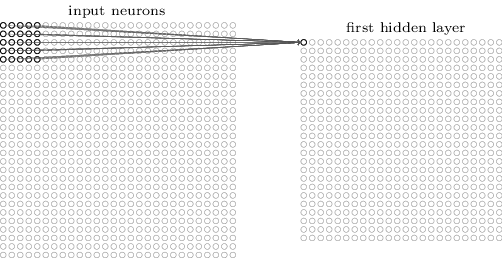 input neurons
first hidden layer